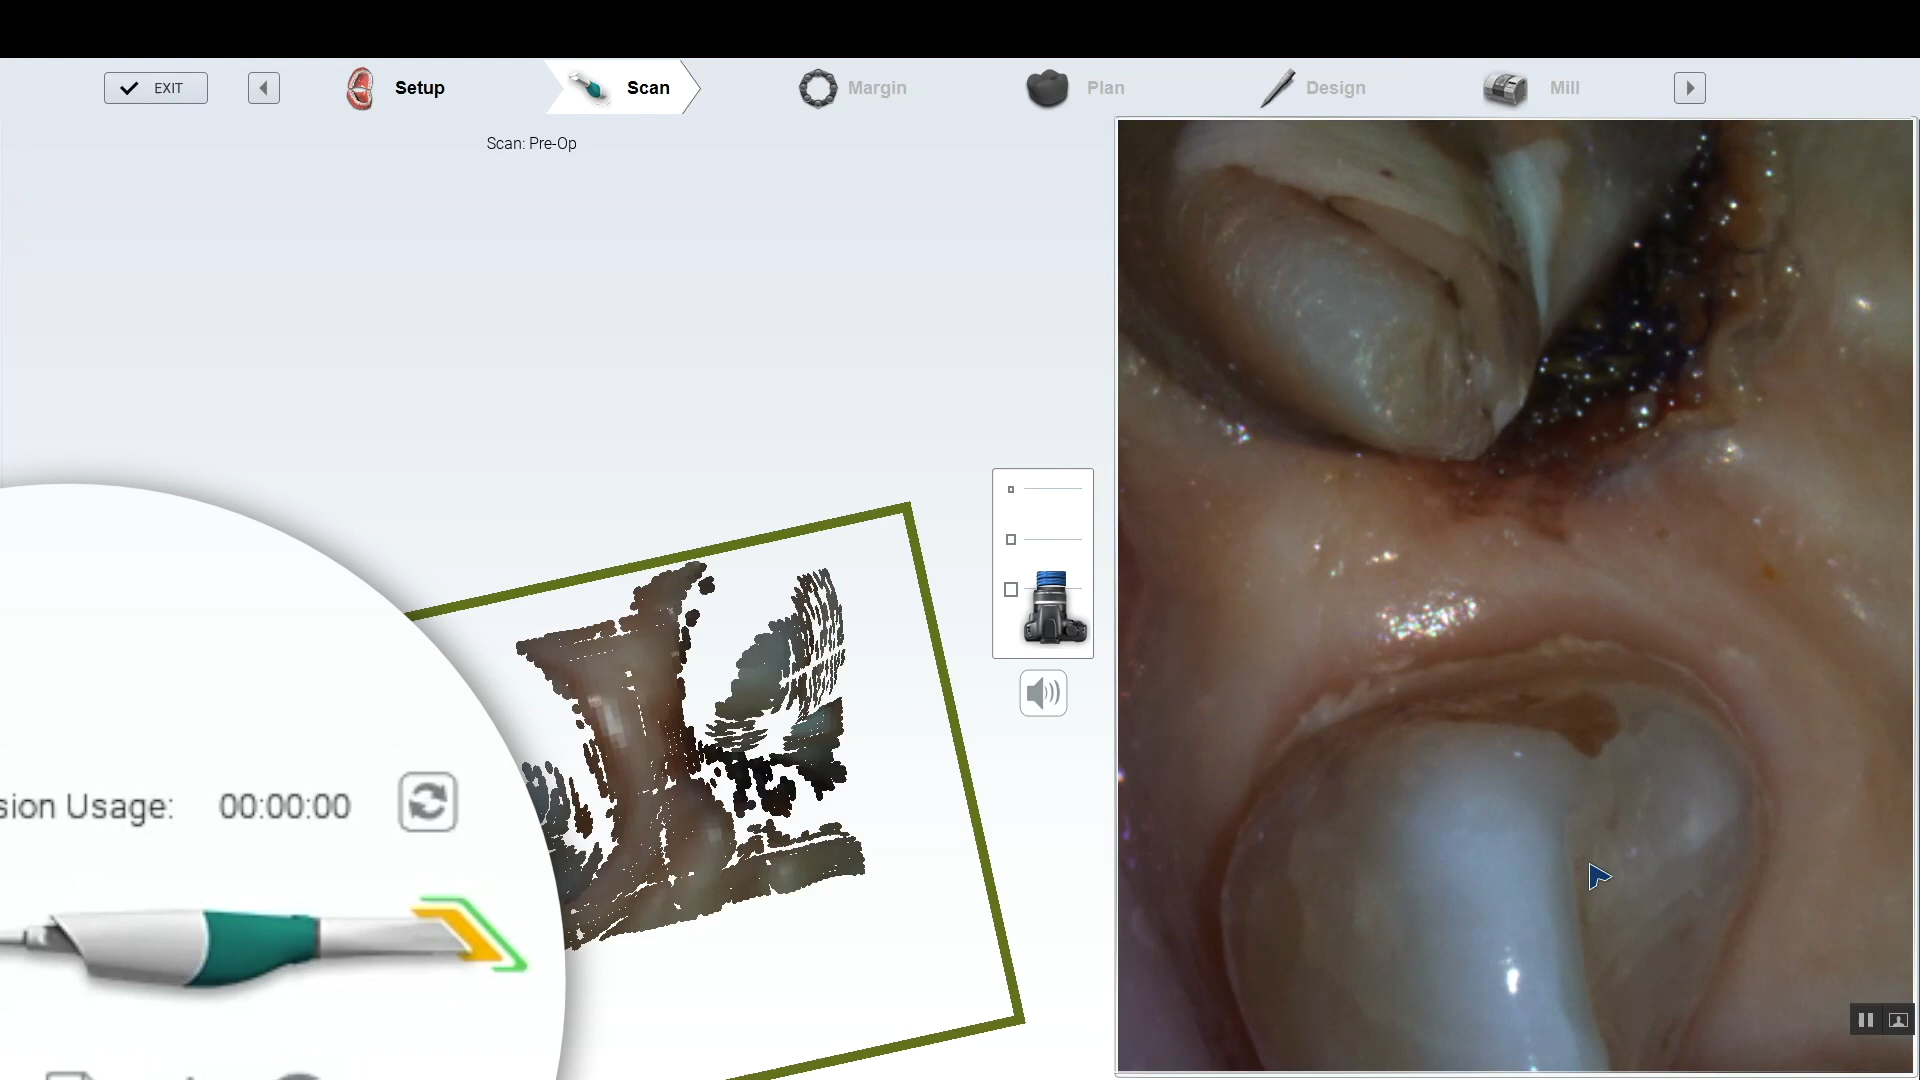 EXIT
Setup
Scan
Margin
Plan
Design
Mill
Scan: Pre-Op
sion Usage: 00:00:00